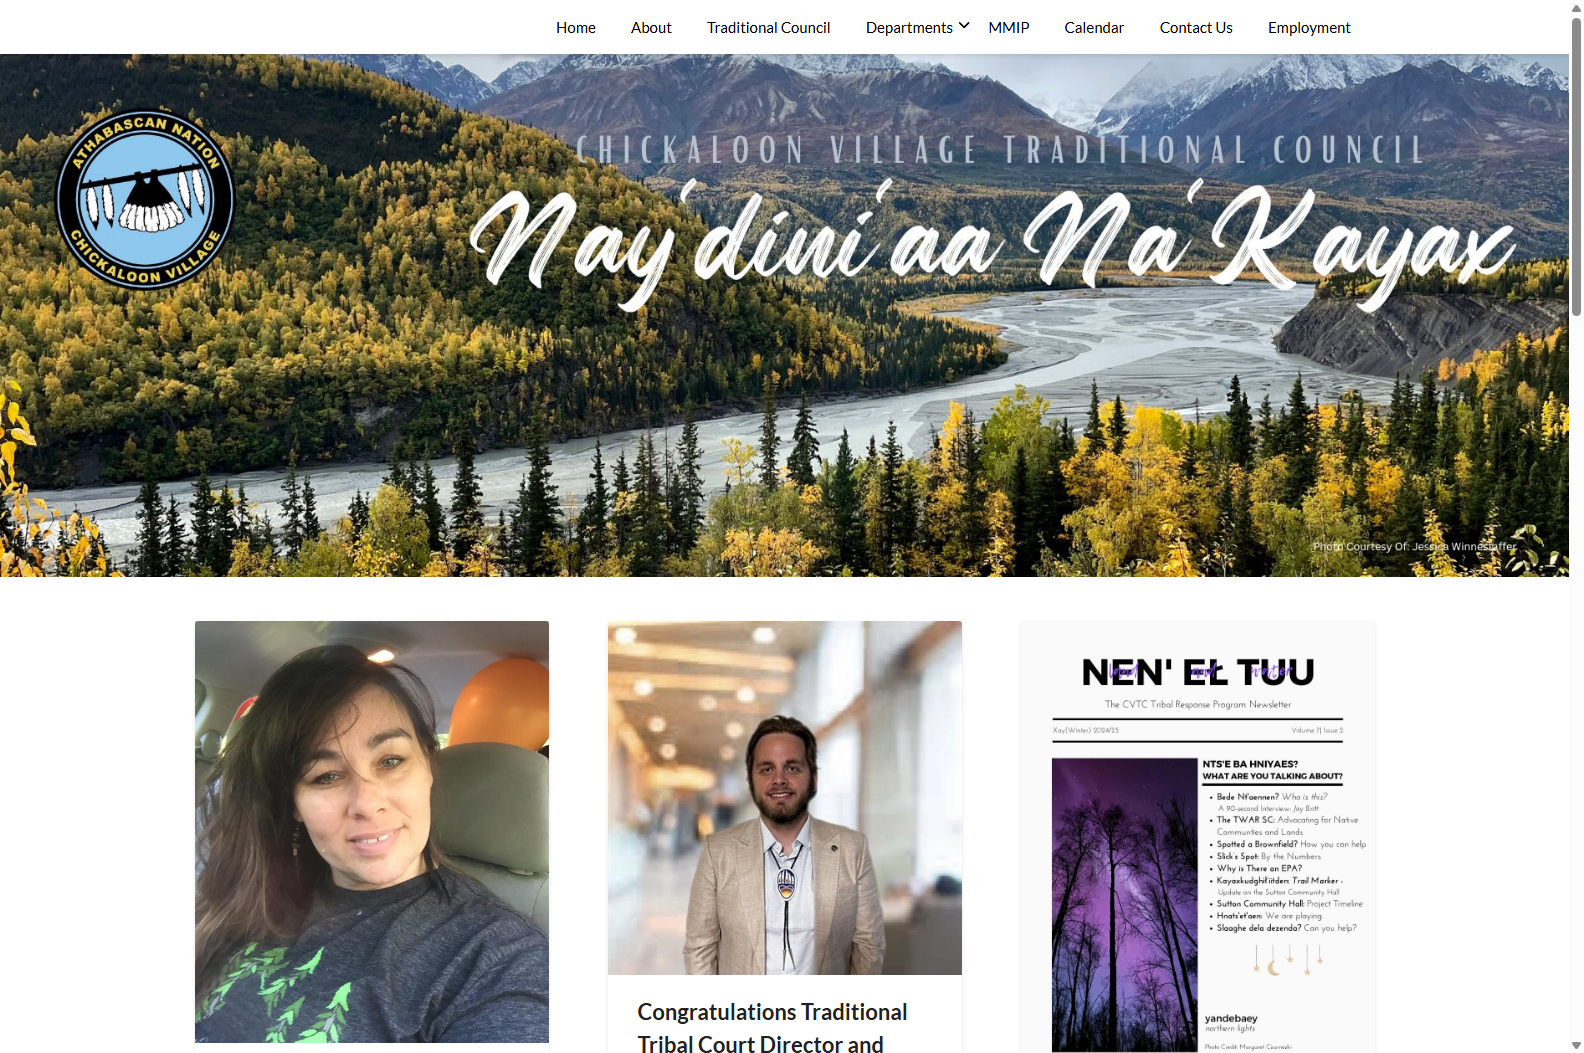 Home About Traditional Council Departments MMIP Calendar Contact Us Employment
ATHABASCAN NATION
CHICKALOON VILLAGE
CHICKALOON VILLAGE TRADITIONAL COUNCIL
Nay'dini'aa Na'Kayax
Photo Courtesy Of: Jessica Winnestaffer
Congratulations Traditional
Tribal Court Director and
NEN' EŁ TUU
land and water
The CVTC Tribal Response Program Newsletter
Xay(Winter) 2024/25 Volume 7| Issue 2
NTS'E BA HNIYAES?
WHAT ARE YOU TALKING ABOUT?
• Bede Nt'aennen? Who is this?
A 90-second Interview: Jay Britt
• The TWAR SC: Advocating for Native
Communities and Lands
• Spotted a Brownfield? How you can help
• Slick's Spot: By the Numbers
• Why is There an EPA?
Trail Marker -
Update on the Sutton Community Hall
• Sutton Community Hall: Project Timeline
• Hnats'et'aen: We are playing.
• Slaaghe dela dezenda? Can you help?
yandebaey
northern lights
Photo Credit: Margaret